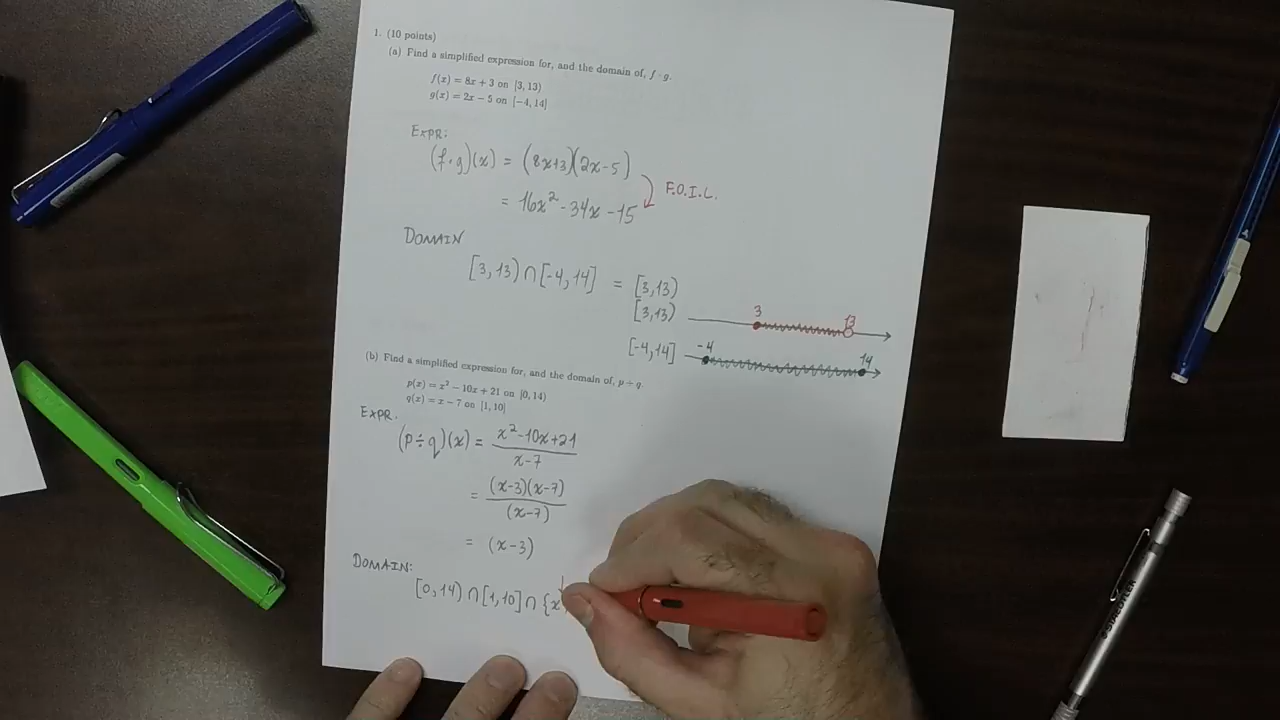 1. (10 points)
(a) Find a simplified expression for, and the domain of, f · g.
f(x) = 8x + 3 on [3, 13)
g(x) = 2x − 5 on [−4, 14]
EXPR:
(f·g)(x) = (8x+3)(2x-5)
F.O.I.L.
= 16x² - 34x - 15
DOMAIN
[3,13) ∩ [-4,14] = [3,13)
[3,13) 3 13
[-4,14] -4 14
(b) Find a simplified expression for, and the domain of, p ÷ q.
p(x) = x² − 10x + 21 on [0, 14)
q(x) = x − 7 on [1, 10]
EXPR.
(p÷q)(x) = x²-10x+21
x-7
= (x-3)(x-7)
(x-7)
= (x-3)
DOMAIN:
[0,14) ∩ [1,10] ∩ {x
STAEDTLER